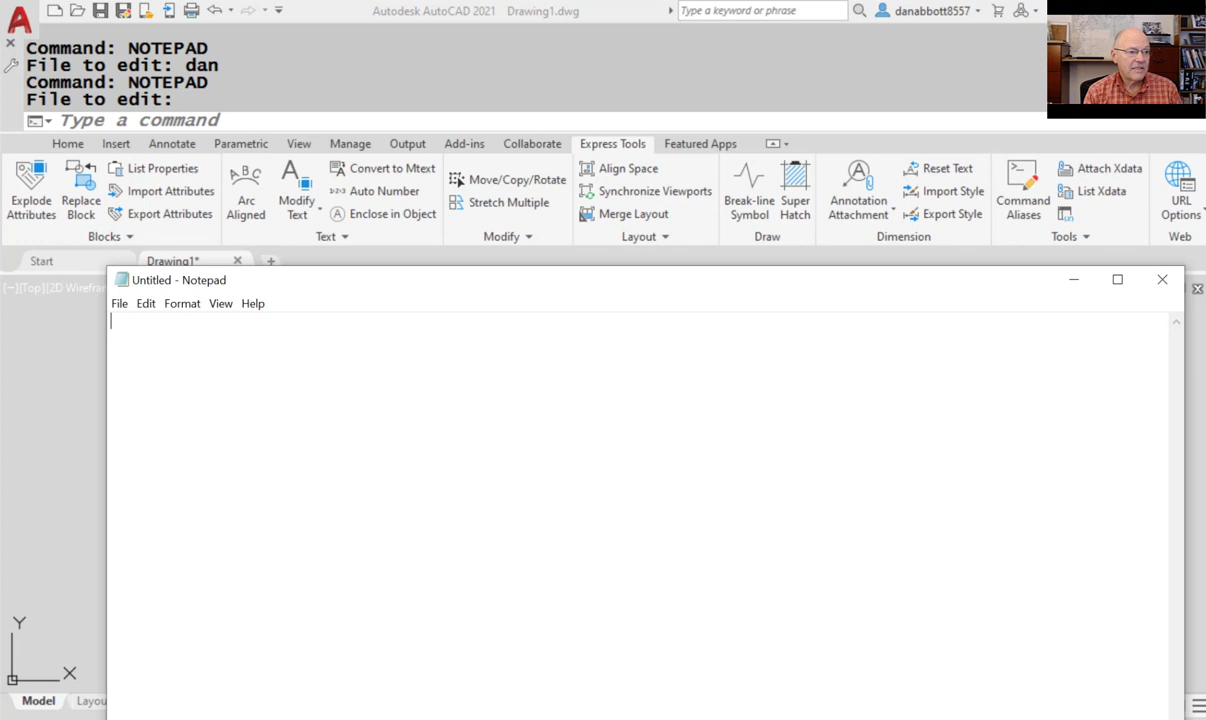 Autodesk AutoCAD 2021 Drawing1.dwg
Type a keyword or phrase
danabbott8557
Command: NOTEPAD
File to edit: dan
Command: NOTEPAD
File to edit:
Type a command
Home Insert Annotate Parametric View Manage Output Add-ins Collaborate Express Tools Featured Apps
Explode Attributes
Replace Block
List Properties
Import Attributes
Export Attributes
Blocks
Arc Aligned
Modify Text
Convert to Mtext
Auto Number
Enclose in Object
Text
Move/Copy/Rotate
Stretch Multiple
Modify
Align Space
Synchronize Viewports
Merge Layout
Layout
Break-line Symbol
Super Hatch
Draw
Annotation Attachment
Reset Text
Import Style
Export Style
Dimension
Command Aliases
Attach Xdata
List Xdata
Tools
URL Options
Web
Start
Drawing1*
[−][Top][2D Wirefra
Untitled - Notepad
File Edit Format View Help
Y
X
Model
Layou